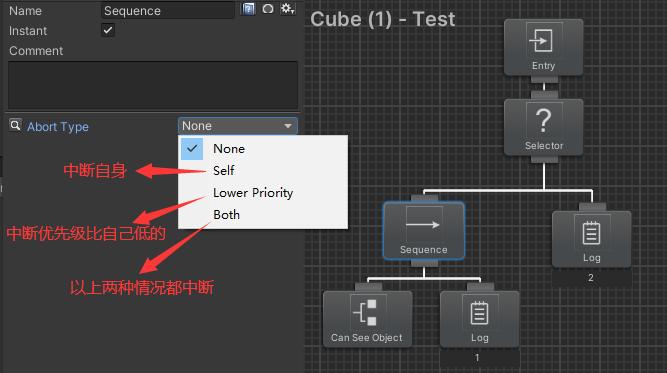 Name Sequence
Instant
Comment
Abort Type None
None
Self
Lower Priority
Both
中断自身
中断优先级比自己低的
以上两种情况都中断
Cube (1) - Test
Entry
?
Selector
Sequence
Log
2
Can See Object
Log
1